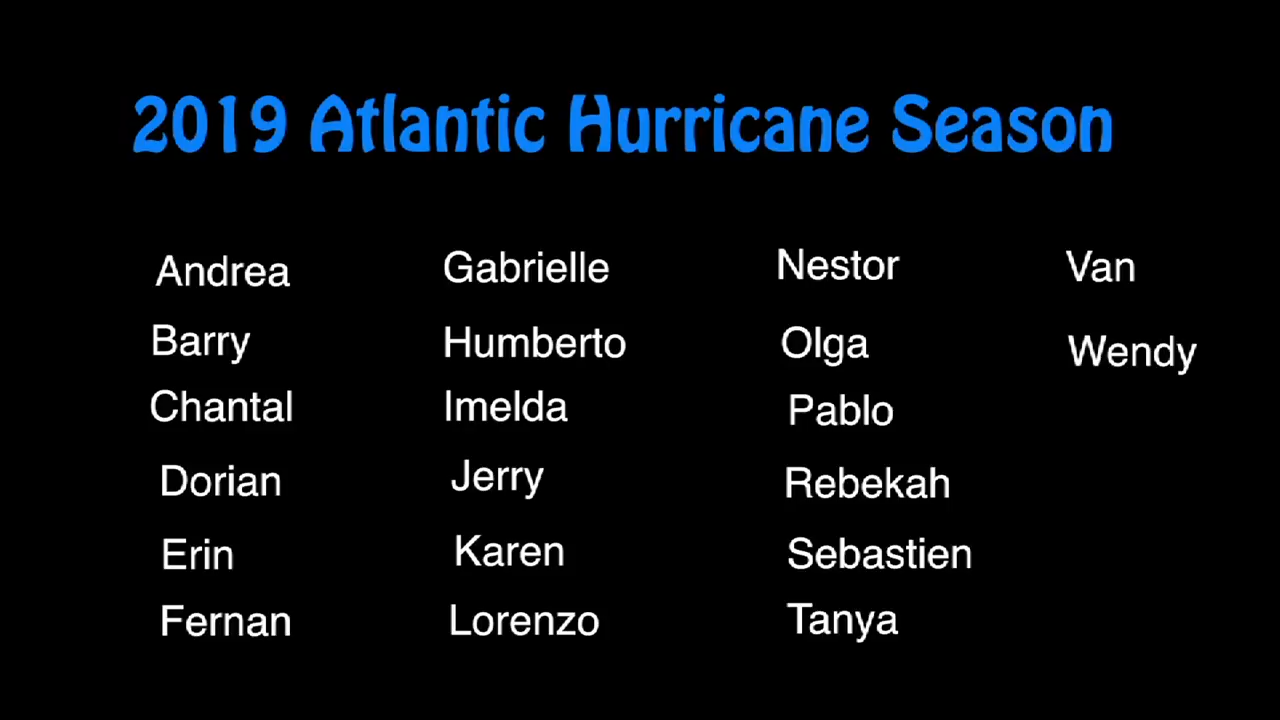 2019 Atlantic Hurricane Season
Andrea
Barry
Chantal
Dorian
Erin
Fernan
Gabrielle
Humberto
Imelda
Jerry
Karen
Lorenzo
Nestor
Olga
Pablo
Rebekah
Sebastien
Tanya
Van
Wendy